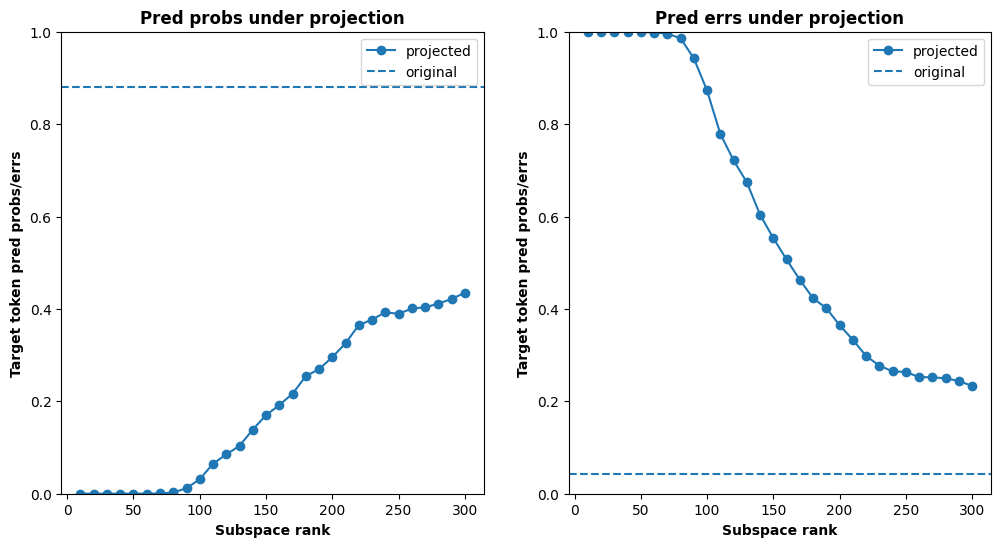 Pred probs under projection
Target token pred probs/errs
1.0
0.8
0.6
0.4
0.2
0.0
projected
original
0 50 100 150 200 250 300
Subspace rank
Pred errs under projection
Target token pred probs/errs
1.0
0.8
0.6
0.4
0.2
0.0
projected
original
0 50 100 150 200 250 300
Subspace rank